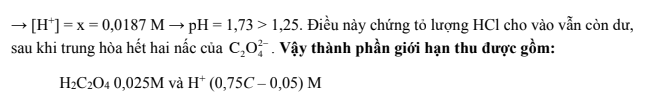 → [H⁺] = x = 0,0187 M → pH = 1,73 > 1,25. Điều này chứng tỏ lượng HCl cho vào vẫn còn dư,
sau khi trung hòa hết hai nấc của C₂O₄²⁻. Vậy thành phần giới hạn thu được gồm:
H₂C₂O₄ 0,025M và H⁺ (0,75C – 0,05) M